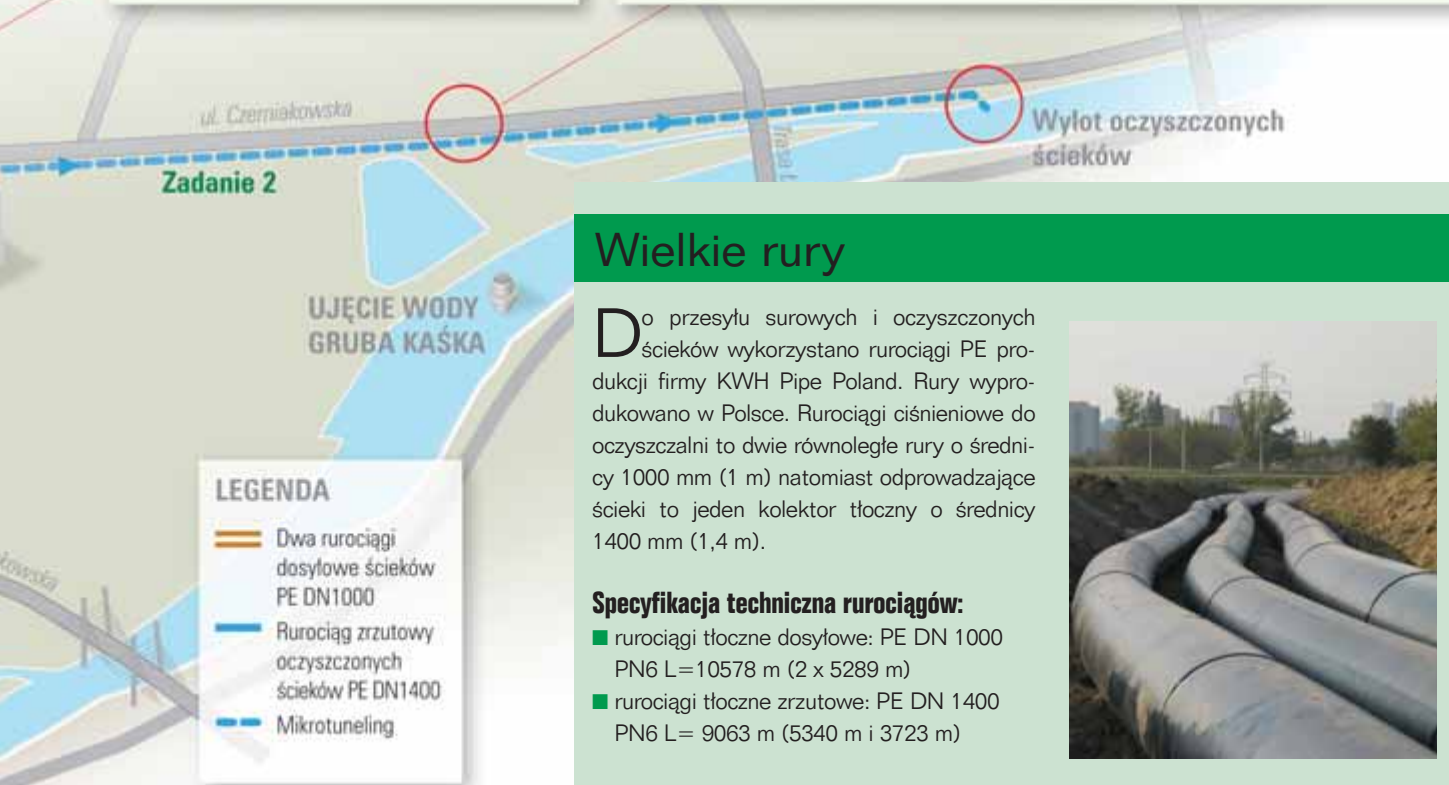 ul. Czerniakowska
Zadanie 2
Wylot oczyszczonych
ścieków
UJĘCIE WODY
GRUBA KAŚKA
LEGENDA
Dwa rurociągi
dosyłowe ścieków
PE DN1000
Rurociąg zrzutowy
oczyszczonych
ścieków PE DN1400
Mikrotuneling
Wielkie rury
Do przesyłu surowych i oczyszczonych
ścieków wykorzystano rurociągi PE pro-
dukcji firmy KWH Pipe Poland. Rury wypro-
dukowano w Polsce. Rurociągi ciśnieniowe do
oczyszczalni to dwie równoległe rury o średni-
cy 1000 mm (1 m) natomiast odprowadzające
ścieki to jeden kolektor tłoczny o średnicy
1400 mm (1,4 m).
Specyfikacja techniczna rurociągów:
■ rurociągi tłoczne dosyłowe: PE DN 1000
PN6 L=10578 m (2 x 5289 m)
■ rurociągi tłoczne zrzutowe: PE DN 1400
PN6 L= 9063 m (5340 m i 3723 m)